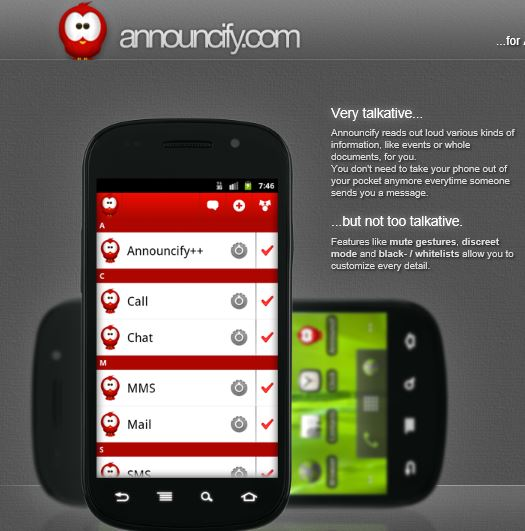 announcify.com
...for
Very talkative...
Announcify reads out loud various kinds of
information, like events or whole
documents, for you.
You don't need to take your phone out of
your pocket anymore everytime someone
sends you a message.
...but not too talkative.
Features like mute gestures, discreet
mode and black- / whitelists allow you to
customize every detail.
3G 7:46
A
Announcify++
C
Call
Chat
M
MMS
Mail
S
SMS